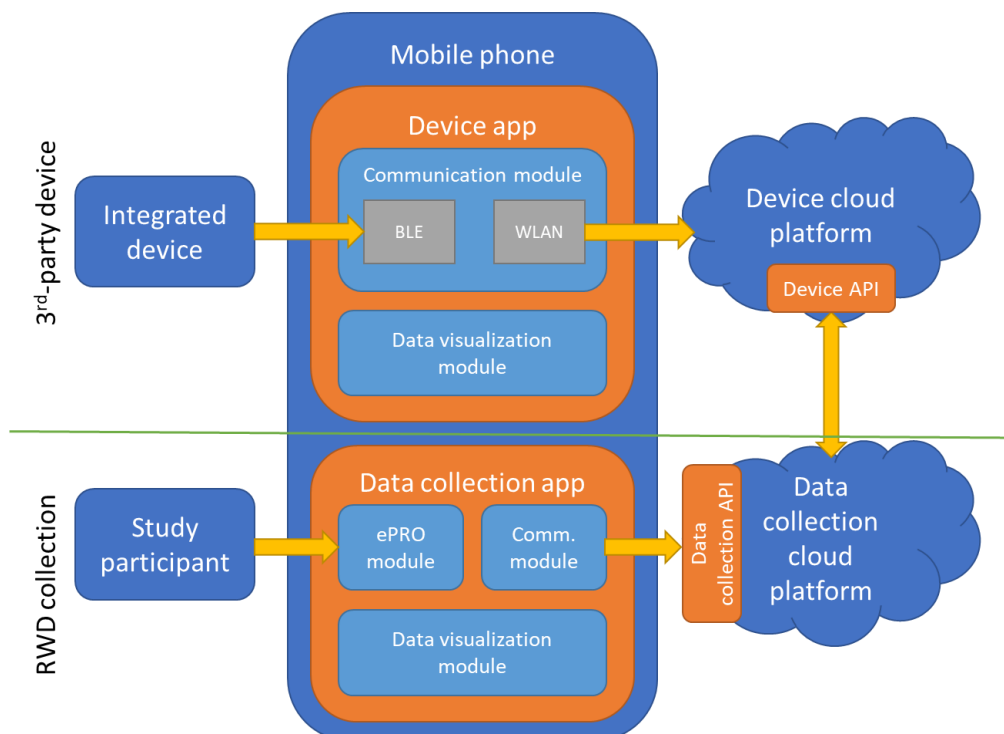 Mobile phone
3rd-party device
Device app
Communication module
Integrated
device
BLE
WLAN
Device cloud
platform
Device API
Data visualization
module
RWD collection
Data collection app
Study
participant
ePRO
module
Comm.
module
Data
collection API
Data
collection
cloud
platform
Data visualization
module